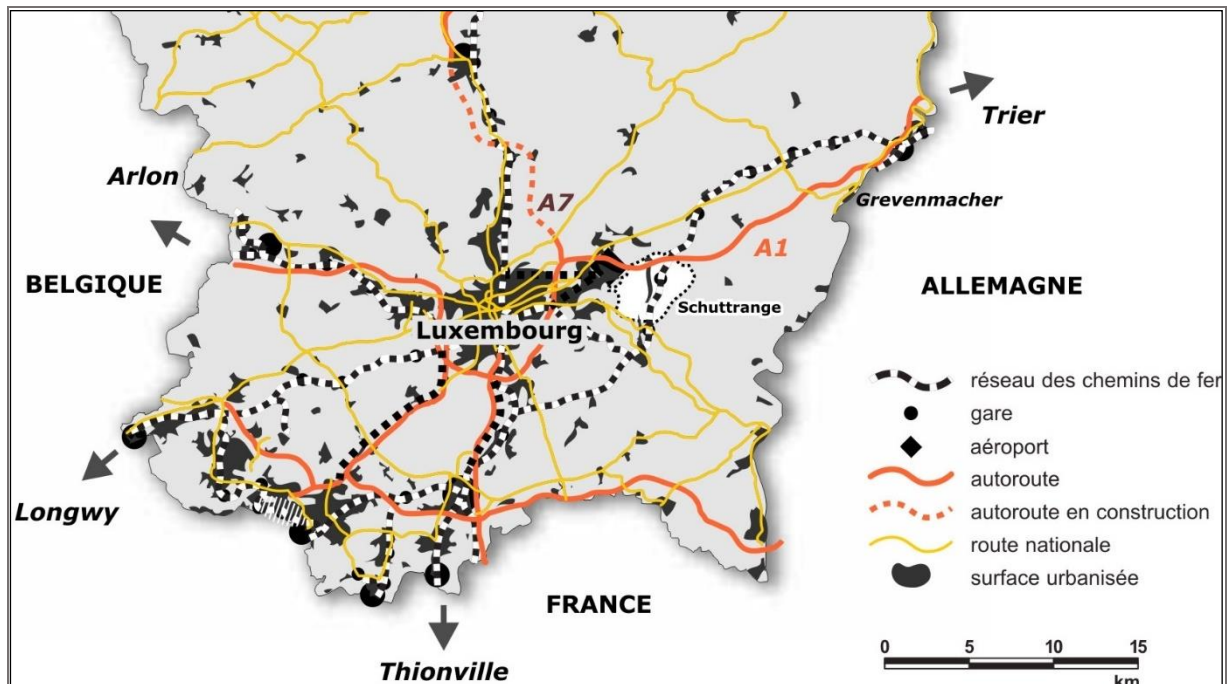 Trier
Arlon
Grevenmacher
A7
A1
BELGIQUE
ALLEMAGNE
Schuttrange
Luxembourg
réseau des chemins de fer
gare
aéroport
autoroute
autoroute en construction
route nationale
surface urbanisée
Longwy
FRANCE
Thionville
0 5 10 15
km